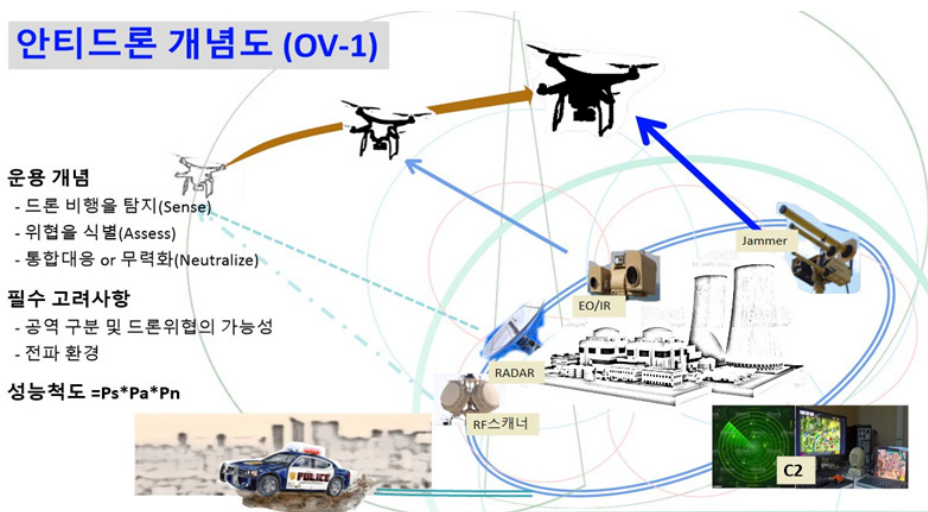 안티드론 개념도 (OV-1)
운용 개념
- 드론 비행을 탐지(Sense)
- 위협을 식별(Assess)
- 통합대응 or 무력화(Neutralize)
필수 고려사항
- 공역 구분 및 드론위협의 가능성
- 전파 환경
성능척도 =Ps*Pa*Pn
Jammer
EO/IR
RADAR
RF스캐너
POLICE
C2